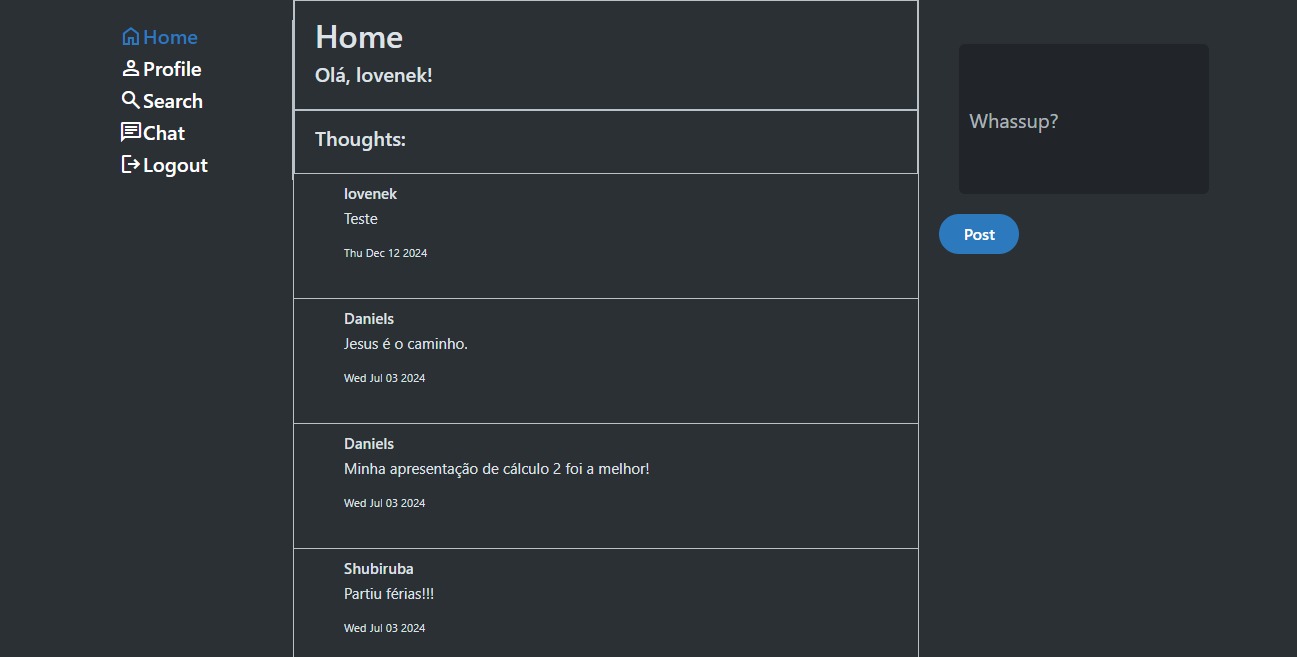 Home
Profile
Search
Chat
Logout
Home
Olá, lovenek!
Thoughts:
lovenek
Teste
Thu Dec 12 2024
Daniels
Jesus é o caminho.
Wed Jul 03 2024
Daniels
Minha apresentação de cálculo 2 foi a melhor!
Wed Jul 03 2024
Shubiruba
Partiu férias!!!
Wed Jul 03 2024
Whassup?
Post